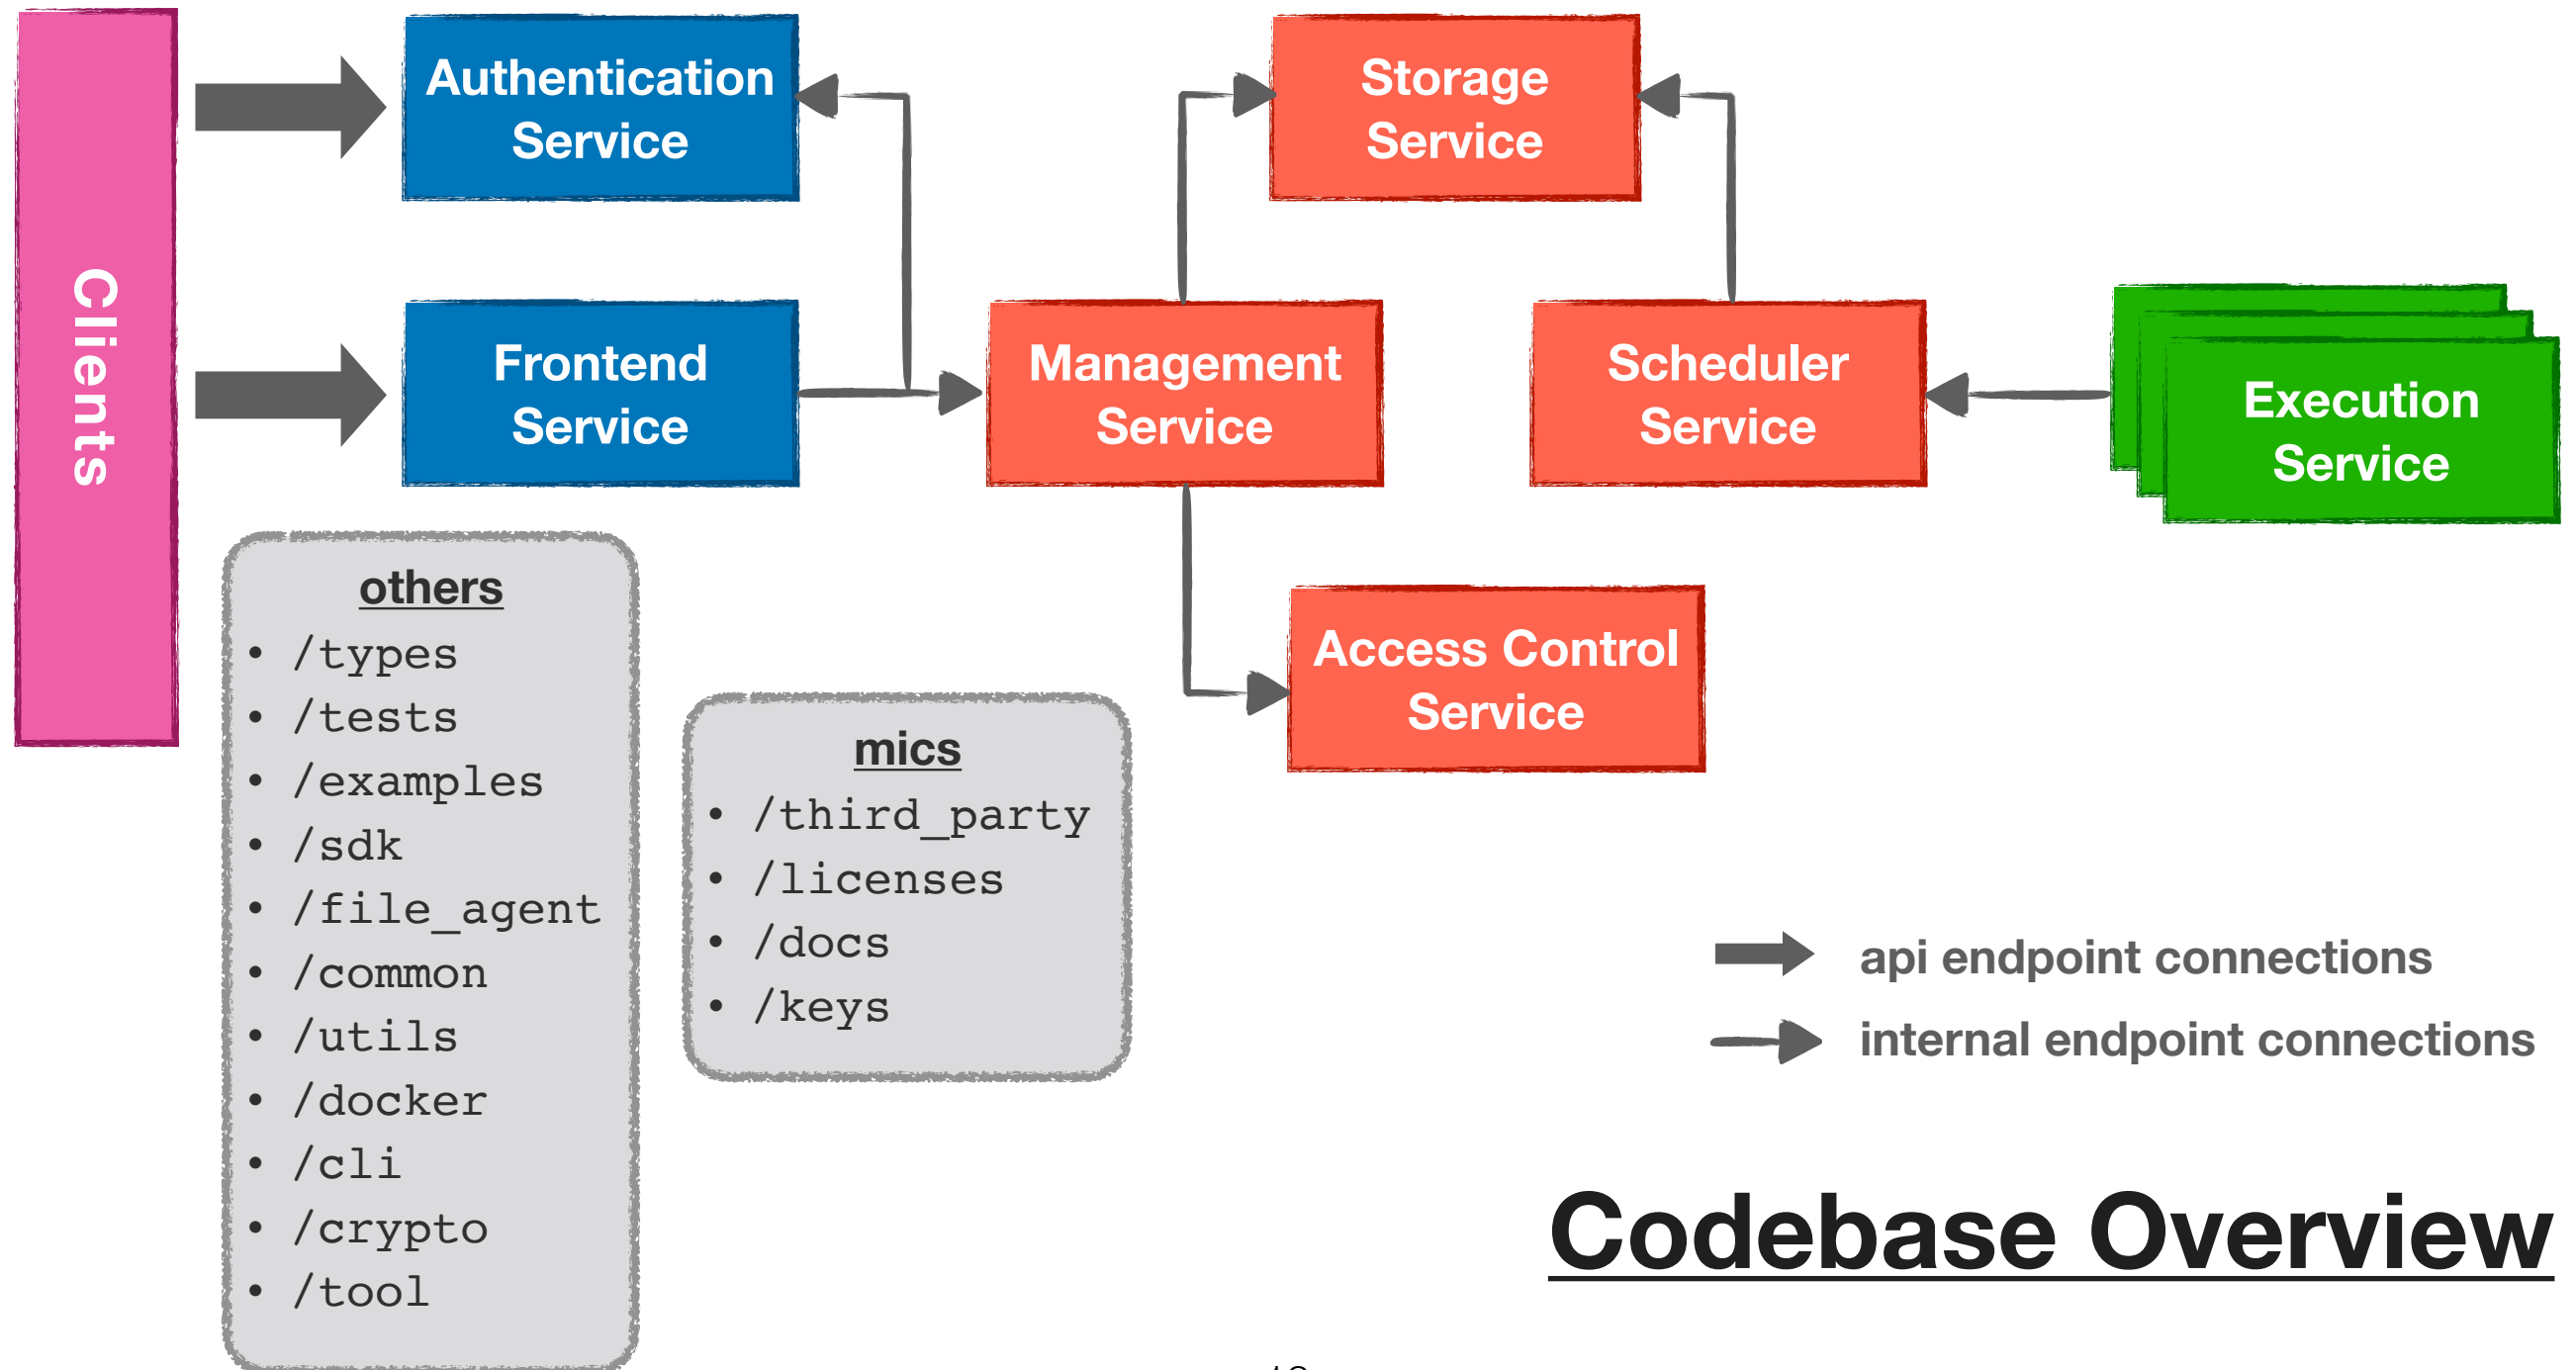 Clients
Authentication
Service
Storage
Service
Frontend
Service
Management
Service
Scheduler
Service
Execution
Service
Access Control
Service
others
• /types
• /tests
• /examples
• /sdk
• /file_agent
• /common
• /utils
• /docker
• /cli
• /crypto
• /tool
mics
• /third_party
• /licenses
• /docs
• /keys
api endpoint connections
internal endpoint connections
Codebase Overview